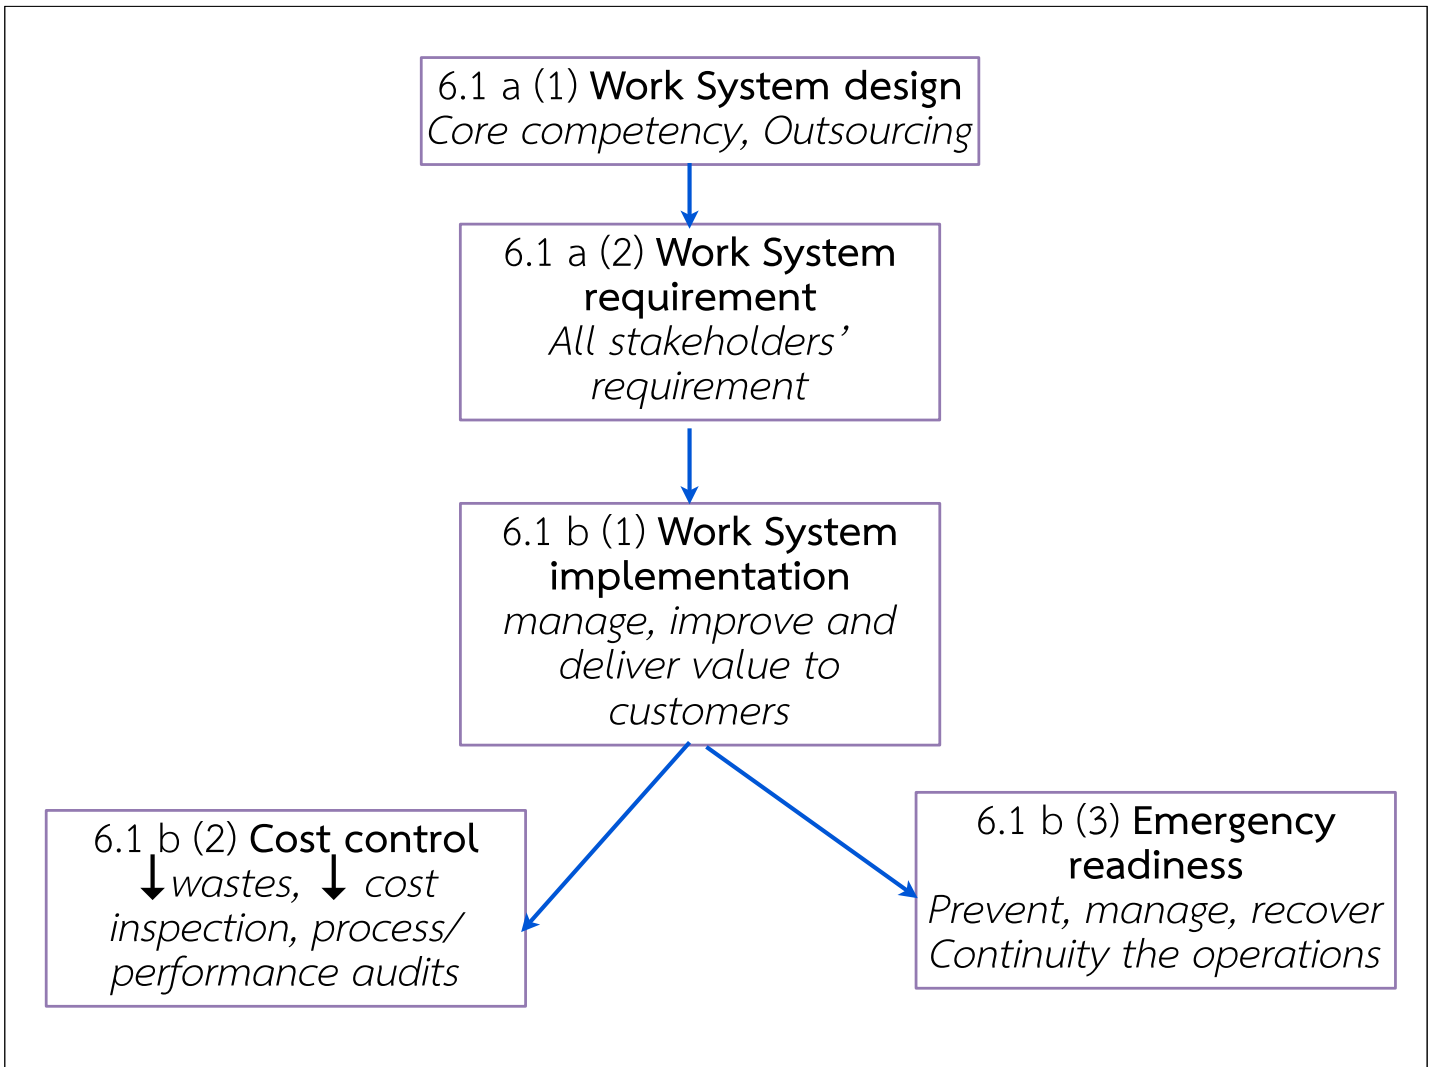 6.1 a (1) Work System design
Core competency, Outsourcing
6.1 a (2) Work System
requirement
All stakeholders’
requirement
6.1 b (1) Work System
implementation
manage, improve and
deliver value to
customers
6.1 b (2) Cost control
↓wastes, ↓ cost
inspection, process/
performance audits
6.1 b (3) Emergency
readiness
Prevent, manage, recover
Continuity the operations